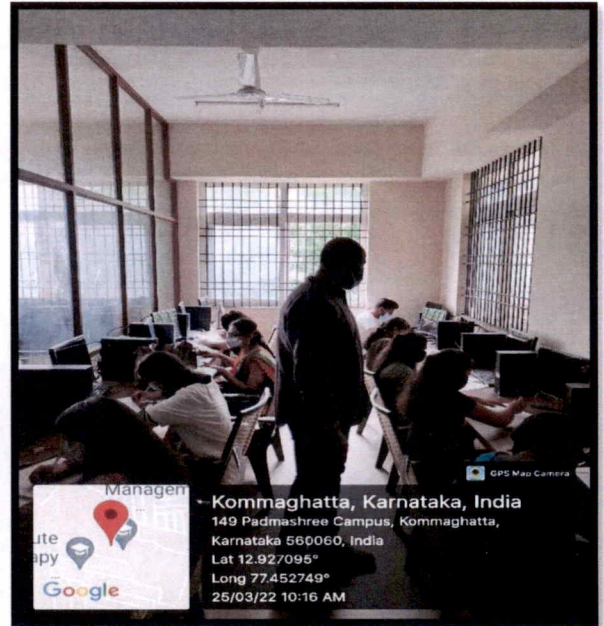 GPS Map Camera
Managem
ute
apy
Google
Kommaghatta, Karnataka, India
149 Padmashree Campus, Kommaghatta,
Karnataka 560060, India
Lat 12.927095°
Long 77.452749°
25/03/22 10:16 AM